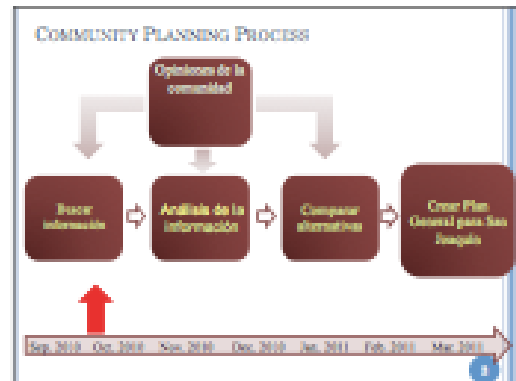 COMMUNITY PLANNING PROCESS
Opiniones de la
comunidad
Buscar
información
Análisis de la
información
Comparar
alternativas
Crear Plan
General para San
Joaquin
Sep. 2010 Oct. 2010 Nov. 2010 Dec. 2010 Jan. 2011 Feb. 2011 Mar. 2011